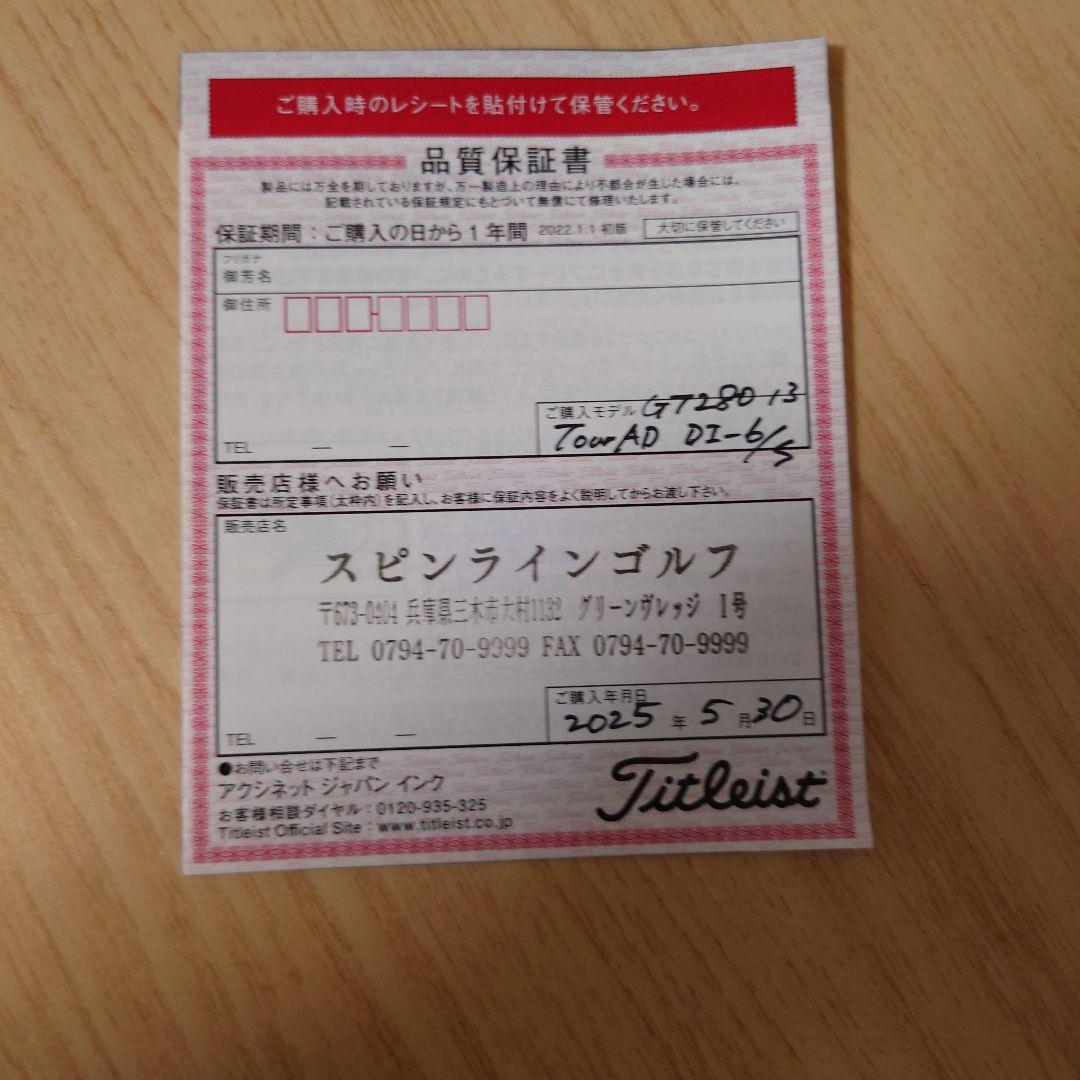 ご購入時のレシートを貼付けて保管ください。
品質保証書
製品には万全を期しておりますが、万一製造上の理由により不都合が生じた場合には、
記載されている保証規定にもとづいて無償にて修理いたします。
保証期間：ご購入の日から1年間 2022.1.1 初版 大切に保管してください
フリガナ
御芳名
御住所
ご購入モデル GT280 13
Tour AD DI-6/S
TEL — —
販売店様へお願い
保証書は所定事項（太枠内）を記入し、お客様に保証内容をよく説明してからお渡し下さい。
販売店名
スピンラインゴルフ
〒673-0404 兵庫県三木市大村1132 グリーンヴレッジ 1号
TEL 0794-70-9999 FAX 0794-70-9999
ご購入年月日
2025 年 5 月 30 日
TEL — —
●お問い合せは下記まで
アクシネット ジャパン インク
お客様相談ダイヤル：0120-935-325
Titleist Official Site：www.titleist.co.jp
Titleist